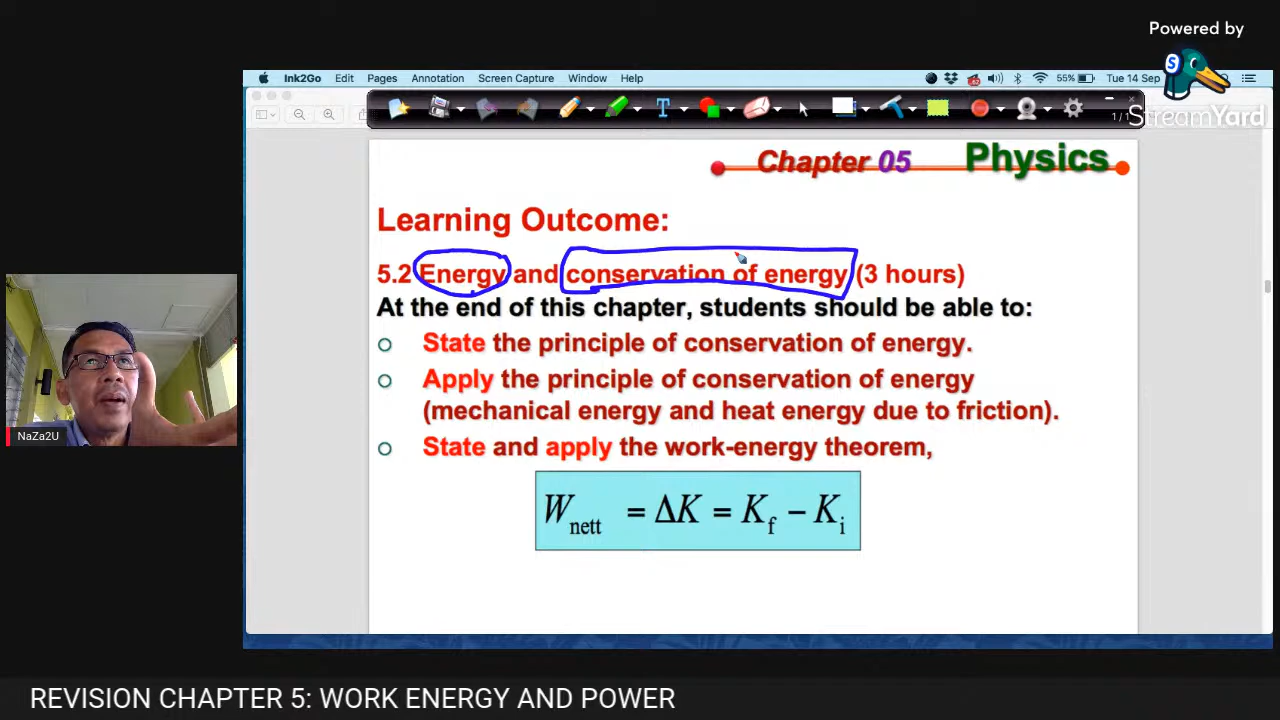 Powered by
StreamYard
Ink2Go Edit Pages Annotation Screen Capture Window Help 55% Tue 14 Sep
1/1
Chapter 05 Physics
Learning Outcome:
5.2 Energy and conservation of energy (3 hours)
At the end of this chapter, students should be able to:
State the principle of conservation of energy.
Apply the principle of conservation of energy
(mechanical energy and heat energy due to friction).
State and apply the work-energy theorem,
W nett = ΔK = K f − K i
NaZa2U
REVISION CHAPTER 5: WORK ENERGY AND POWER